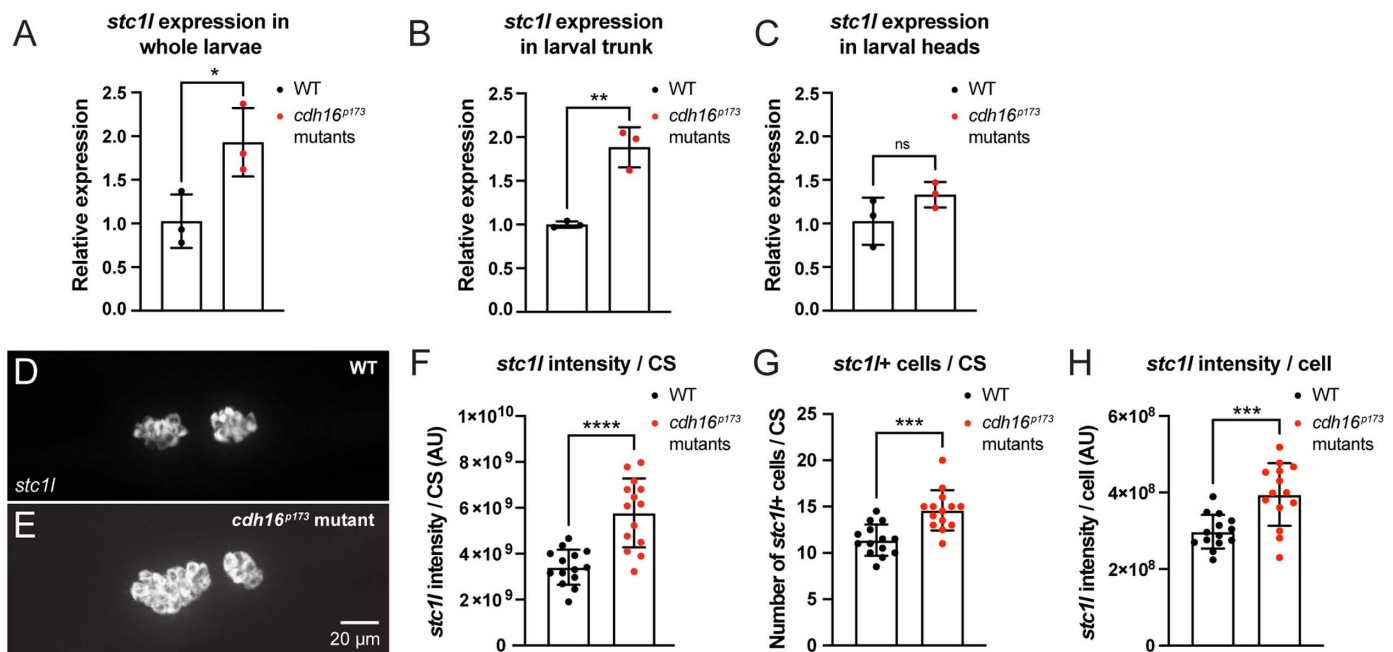 A
stc1l expression in
whole larvae
*
WT
cdh16p173
mutants
Relative expression
2.5
2.0
1.5
1.0
0.5
0.0
B
stc1l expression
in larval trunk
**
WT
cdh16p173
mutants
Relative expression
2.5
2.0
1.5
1.0
0.5
0.0
C
stc1l expression
in larval heads
ns
WT
cdh16p173
mutants
Relative expression
2.5
2.0
1.5
1.0
0.5
0.0
D
WT
stc1l
E
cdh16p173 mutant
20 µm
F
stc1l intensity / CS
WT
cdh16p173
mutants
****
stc1l intensity / CS (AU)
1×10^10
8×10^9
6×10^9
4×10^9
2×10^9
0
G
stc1l+ cells / CS
WT
cdh16p173
mutants
***
Number of stc1l+ cells / CS
25
20
15
10
5
0
H
stc1l intensity / cell
WT
cdh16p173
mutants
***
stc1l intensity / cell (AU)
6×10^8
4×10^8
2×10^8
0